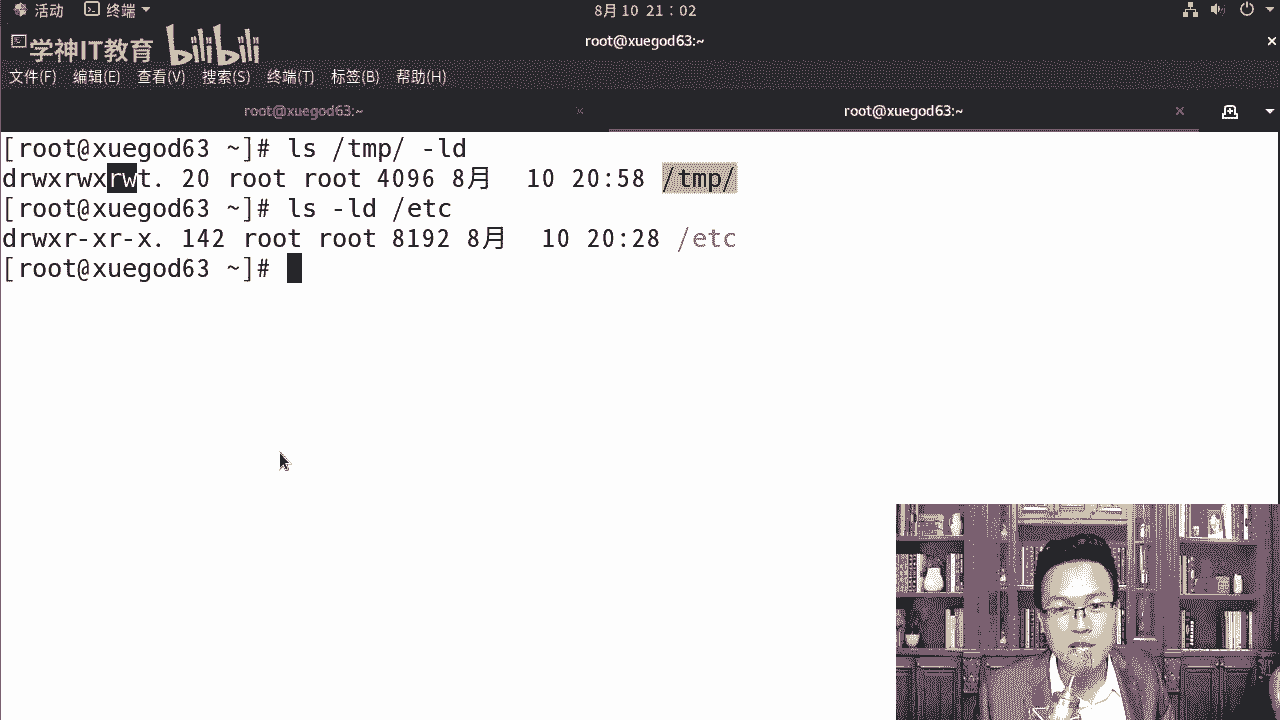 活动 终端 8月10 21：02
学神IT教育 bilibili root@xuegod63:~
文件(F) 编辑(E) 查看(V) 搜索(S) 终端(T) 标签(B) 帮助(H)
root@xuegod63:~ root@xuegod63:~
[root@xuegod63 ~]# ls /tmp/ -ld
drwxrwxrwt. 20 root root 4096 8月 10 20:58 /tmp/
[root@xuegod63 ~]# ls -ld /etc
drwxr-xr-x. 142 root root 8192 8月 10 20:28 /etc
[root@xuegod63 ~]#